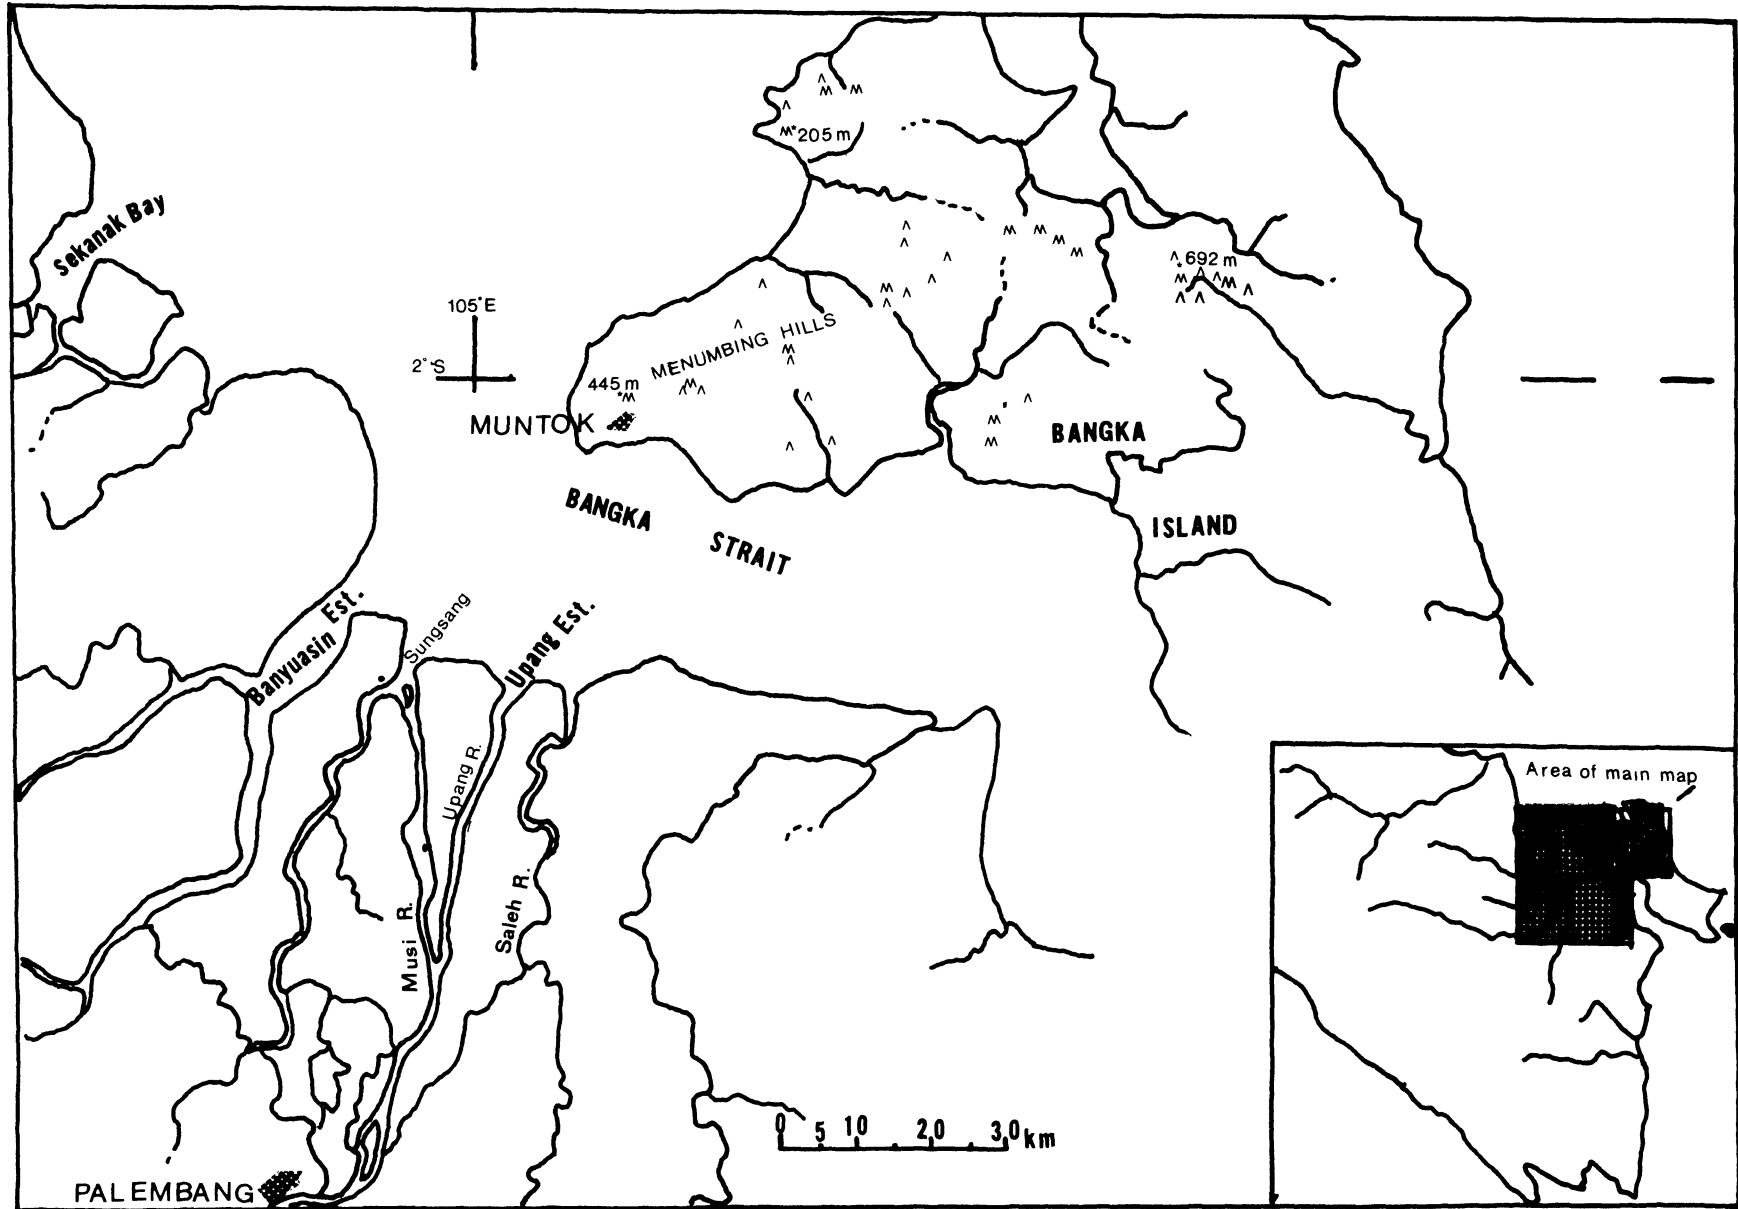 205 m
Sekanak Bay
692 m
105°E
2°S
MENUMBING HILLS
445 m
MUNTOK
BANGKA
ISLAND
BANGKA STRAIT
Banyuasin Est.
Sungsang
Upang Est.
Upang R.
Musi R.
Saleh R.
PALEMBANG
0 5 10 20 30 km
Area of main map